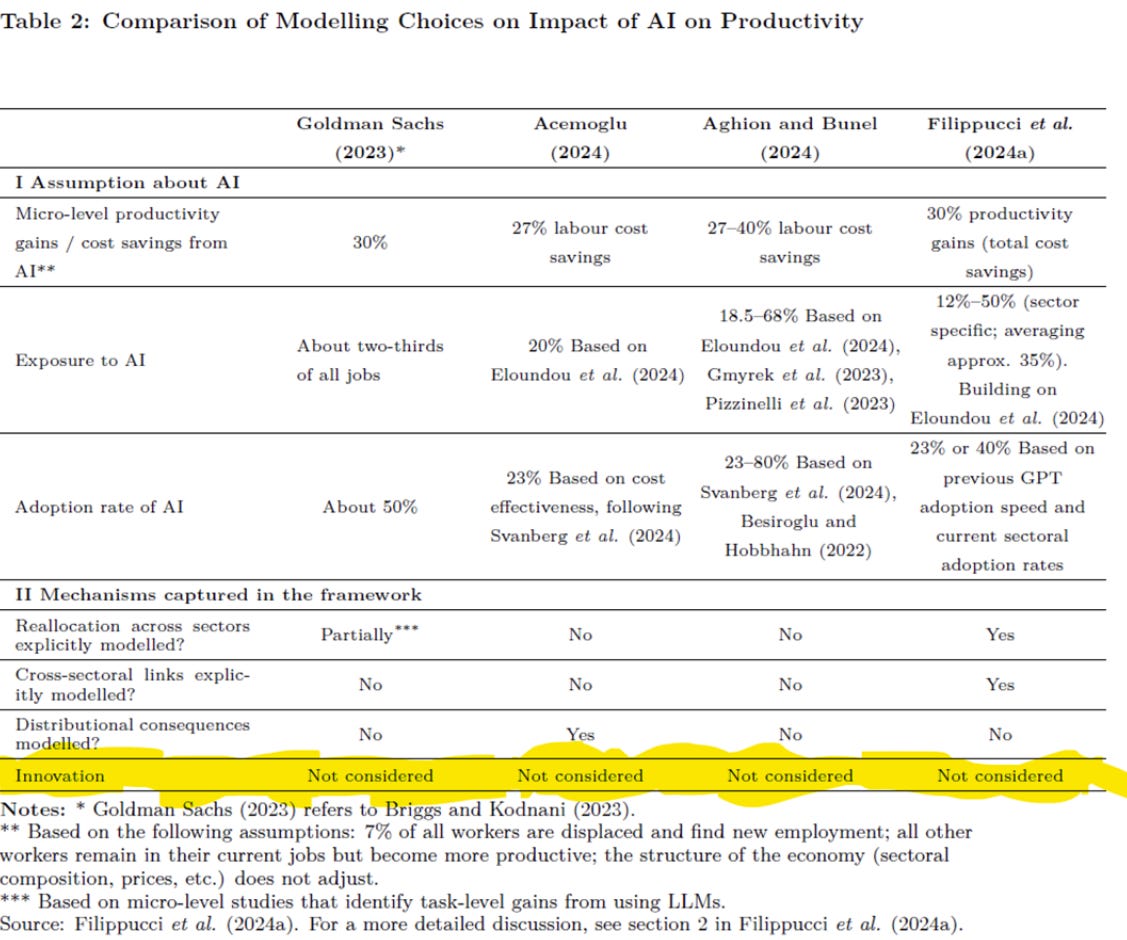 Table 2: Comparison of Modelling Choices on Impact of AI on Productivity
Goldman Sachs (2023)* Acemoglu (2024) Aghion and Bunel (2024) Filippucci et al. (2024a)
I Assumption about AI
Micro-level productivity gains / cost savings from AI** 30% 27% labour cost savings 27–40% labour cost savings 30% productivity gains (total cost savings)
Exposure to AI About two-thirds of all jobs 20% Based on Eloundou et al. (2024) 18.5–68% Based on Eloundou et al. (2024), Gmyrek et al. (2023), Pizzinelli et al. (2023) 12%–50% (sector specific; averaging approx. 35%). Building on Eloundou et al. (2024)
Adoption rate of AI About 50% 23% Based on cost effectiveness, following Svanberg et al. (2024) 23–80% Based on Svanberg et al. (2024), Besiroglu and Hobbhahn (2022) 23% or 40% Based on previous GPT adoption speed and current sectoral adoption rates
II Mechanisms captured in the framework
Reallocation across sectors explicitly modelled? Partially*** No No Yes
Cross-sectoral links explic-itly modelled? No No No Yes
Distributional consequences modelled? No Yes No No
Innovation Not considered Not considered Not considered Not considered
Notes: * Goldman Sachs (2023) refers to Briggs and Kodnani (2023).
** Based on the following assumptions: 7% of all workers are displaced and find new employment; all other
workers remain in their current jobs but become more productive; the structure of the economy (sectoral
composition, prices, etc.) does not adjust.
*** Based on micro-level studies that identify task-level gains from using LLMs.
Source: Filippucci et al. (2024a). For a more detailed discussion, see section 2 in Filippucci et al. (2024a).